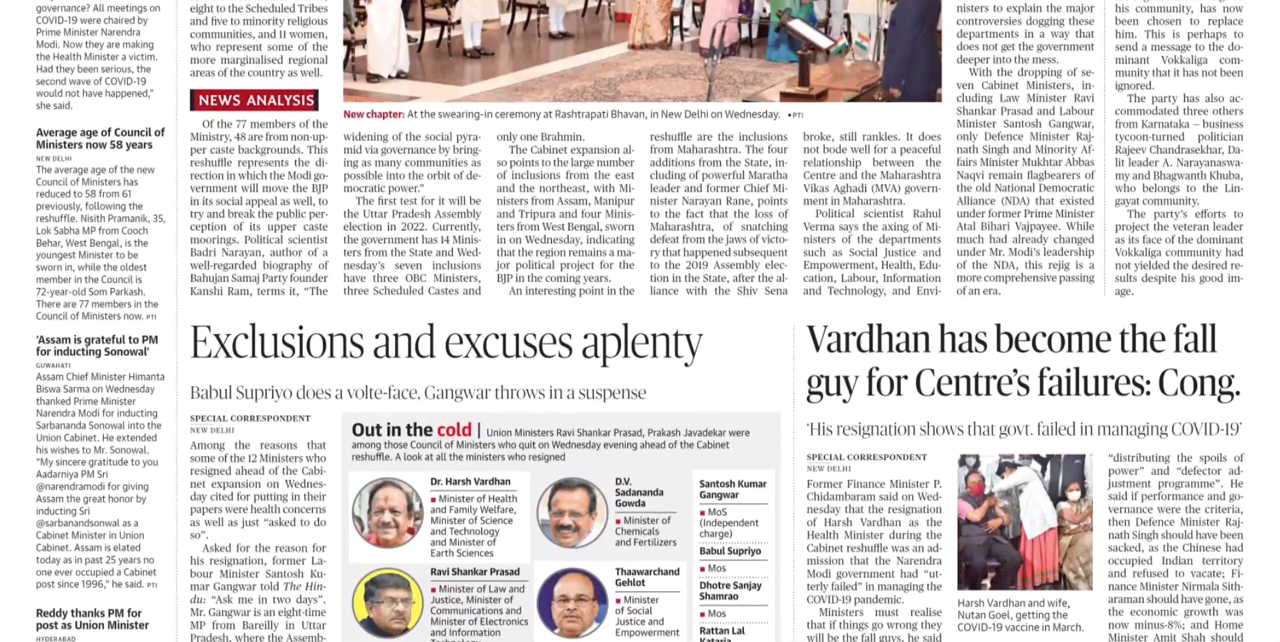 governance? All meetings on
COVID-19 were chaired by
Prime Minister Narendra
Modi. Now they are making
the Health Minister a victim.
Had they been serious, the
second wave of COVID-19
would not have happened,"
she said.
Average age of Council of
Ministers now 58 years
NEW DELHI
The average age of the new
Council of Ministers has
reduced to 58 from 61
previously, following the
reshuffle. Nisith Pramanik, 35,
Lok Sabha MP from Cooch
Behar, West Bengal, is the
youngest Minister to be
sworn in, while the oldest
member in the Council is
72-year-old Som Parkash.
There are 77 members in the
Council of Ministers now. PTI
'Assam is grateful to PM
for inducting Sonowal'
GUWAHATI
Assam Chief Minister Himanta
Biswa Sarma on Wednesday
thanked Prime Minister
Narendra Modi for inducting
Sarbananda Sonowal into the
Union Cabinet. He extended
his wishes to Mr. Sonowal.
"My sincere gratitude to you
Aadarniya PM Sri
@narendramodi for giving
Assam the great honor by
inducting Sri
@sarbanandsonwal as a
Cabinet Minister in Union
Cabinet. Assam is elated
today as in past 25 years no
one ever occupied a Cabinet
post since 1996," he said. PTI
Reddy thanks PM for
post as Union Minister
HYDERABAD
eight to the Scheduled Tribes
and five to minority religious
communities, and 11 women,
who represent some of the
more marginalised regional
areas of the country as well.
NEWS ANALYSIS
Of the 77 members of the
Ministry, 48 are from non-up-
per caste backgrounds. This
reshuffle represents the di-
rection in which the Modi go-
vernment will move the BJP
in its social appeal as well, to
try and break the public per-
ception of its upper caste
moorings. Political scientist
Badri Narayan, author of a
well-regarded biography of
Bahujan Samaj Party founder
Kanshi Ram, terms it, "The
New chapter: At the swearing-in ceremony at Rashtrapati Bhavan, in New Delhi on Wednesday. • PTI
widening of the social pyra-
mid via governance by bring-
ing as many communities as
possible into the orbit of de-
mocratic power."
The first test for it will be
the Uttar Pradesh Assembly
election in 2022. Currently,
the government has 14 Minis-
ters from the State and Wed-
nesday's seven inclusions
have three OBC Ministers,
three Scheduled Castes and
only one Brahmin.
The Cabinet expansion al-
so points to the large number
of inclusions from the east
and the northeast, with Mi-
nisters from Assam, Manipur
and Tripura and four Minis-
ters from West Bengal, sworn
in on Wednesday, indicating
that the region remains a ma-
jor political project for the
BJP in the coming years.
An interesting point in the
reshuffle are the inclusions
from Maharashtra. The four
additions from the State, in-
cluding of powerful Maratha
leader and former Chief Mi-
nister Narayan Rane, points
to the fact that the loss of
Maharashtra, of snatching
defeat from the jaws of victo-
ry that happened subsequent
to the 2019 Assembly elec-
tion in the State, after the al-
liance with the Shiv Sena
broke, still rankles. It does
not bode well for a peaceful
relationship between the
Centre and the Maharashtra
Vikas Aghadi (MVA) govern-
ment in Maharashtra.
Political scientist Rahul
Verma says the axing of Mi-
nisters of the departments
such as Social Justice and
Empowerment, Health, Edu-
cation, Labour, Information
and Technology, and Envi-
nisters to explain the major
controversies dogging these
departments in a way that
does not get the government
deeper into the mess.
With the dropping of se-
ven Cabinet Ministers, in-
cluding Law Minister Ravi
Shankar Prasad and Labour
Minister Santosh Gangwar,
only Defence Minister Raj-
nath Singh and Minority Af-
fairs Minister Mukhtar Abbas
Naqvi remain flagbearers of
the old National Democratic
Alliance (NDA) that existed
under former Prime Minister
Atal Bihari Vajpayee. While
much had already changed
under Mr. Modi's leadership
of the NDA, this rejig is a
more comprehensive passing
of an era.
his community, has now
been chosen to replace
him. This is perhaps to
send a message to the do-
minant Vokkaliga com-
munity that it has not been
ignored.
The party has also ac-
commodated three others
from Karnataka – business
tycoon-turned politician
Rajeev Chandrasekhar, Da-
lit leader A. Narayanaswa-
my and Bhagwanth Khuba,
who belongs to the Lin-
gayat community.
The party's efforts to
project the veteran leader
as its face of the dominant
Vokkaliga community had
not yielded the desired re-
sults despite his good im-
age.
Exclusions and excuses aplenty
Babul Supriyo does a volte-face, Gangwar throws in a suspense
SPECIAL CORRESPONDENT
NEW DELHI
Among the reasons that
some of the 12 Ministers who
resigned ahead of the Cabi-
net expansion on Wednes-
day cited for putting in their
papers were health concerns
as well as just "asked to do
so".
Asked for the reason for
his resignation, former La-
bour Minister Santosh Ku-
mar Gangwar told The Hin-
du: "Ask me in two days".
Mr. Gangwar is an eight-time
MP from Bareilly in Uttar
Pradesh, where the Assemb-
Out in the cold | Union Ministers Ravi Shankar Prasad, Prakash Javadekar were
among those Council of Ministers who quit on Wednesday evening ahead of the Cabinet
reshuffle. A look at all the ministers who resigned
Dr. Harsh Vardhan
■ Minister of Health
and Family Welfare,
Minister of Science
and Technology
and Minister of
Earth Sciences
D.V.
Sadananda
Gowda
■ Minister of
Chemicals
and Fertilizers
Ravi Shankar Prasad
■ Minister of Law and
Justice, Minister of
Communications and
Minister of Electronics
and Information
Thaawarchand
Gehlot
■ Minister
of Social
Justice and
Empowerment
Santosh Kumar
Gangwar
■ MoS
(Independent
charge)
Babul Supriyo
■ Mos
Dhotre Sanjay
Shamrao
■ Mos
Rattan Lal
Kataria
Vardhan has become the fall
guy for Centre's failures: Cong.
'His resignation shows that govt. failed in managing COVID-19'
SPECIAL CORRESPONDENT
NEW DELHI
Former Finance Minister P.
Chidambaram said on Wed-
nesday that the resignation
of Harsh Vardhan as the
Health Minister during the
Cabinet reshuffle was an ad-
mission that the Narendra
Modi government had "ut-
terly failed" in managing the
COVID-19 pandemic.
Ministers must realise
that if things go wrong they
will be the fall guys, he said
Harsh Vardhan and wife,
Nutan Goel, getting the
COVID-19 vaccine in March.
"distributing the spoils of
power" and "defector ad-
justment programme". He
said if performance and go-
vernance were the criteria,
then Defence Minister Raj-
nath Singh should have been
sacked, as the Chinese had
occupied Indian territory
and refused to vacate; Fi-
nance Minister Nirmala Sith-
araman should have gone, as
the economic growth was
now minus-8%; and Home
Minister Amit Shah should